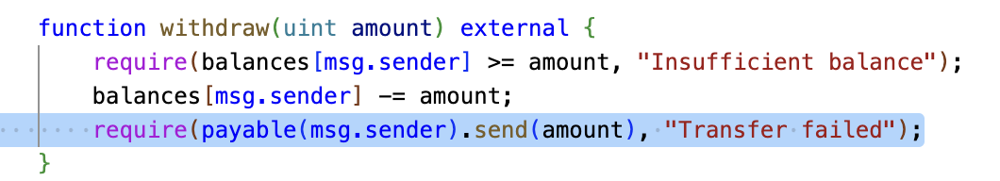 function withdraw(uint amount) external {
    require(balances[msg.sender] >= amount, "Insufficient balance");
    balances[msg.sender] -= amount;
    require(payable(msg.sender).send(amount), "Transfer failed");
}